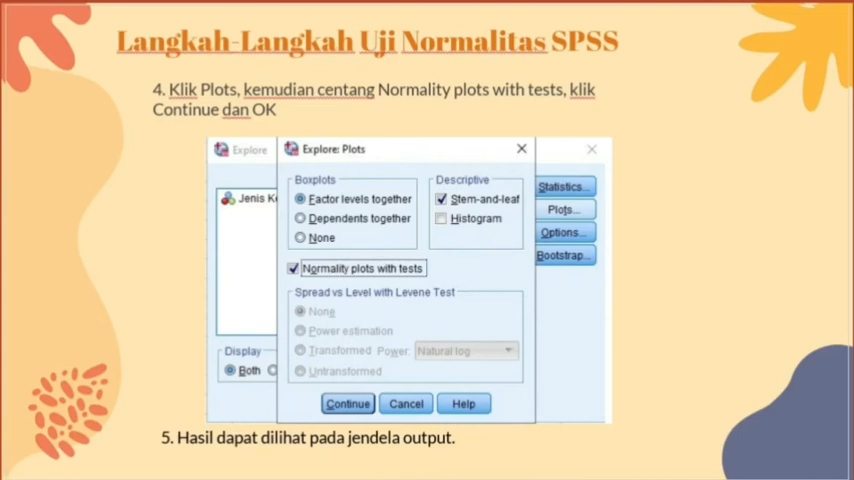 Langkah-Langkah Uji Normalitas SPSS
4. Klik Plots, kemudian centang Normality plots with tests, klik
Continue dan OK
Explore
Explore: Plots
Jenis Ke
Boxplots
Factor levels together
Dependents together
None
Descriptive
Stem-and-leaf
Histogram
Statistics...
Plots...
Options...
Bootstrap...
Normality plots with tests
Spread vs Level with Levene Test
None
Power estimation
Transformed Power: Natural log
Untransformed
Display
Both
Continue Cancel Help
5. Hasil dapat dilihat pada jendela output.